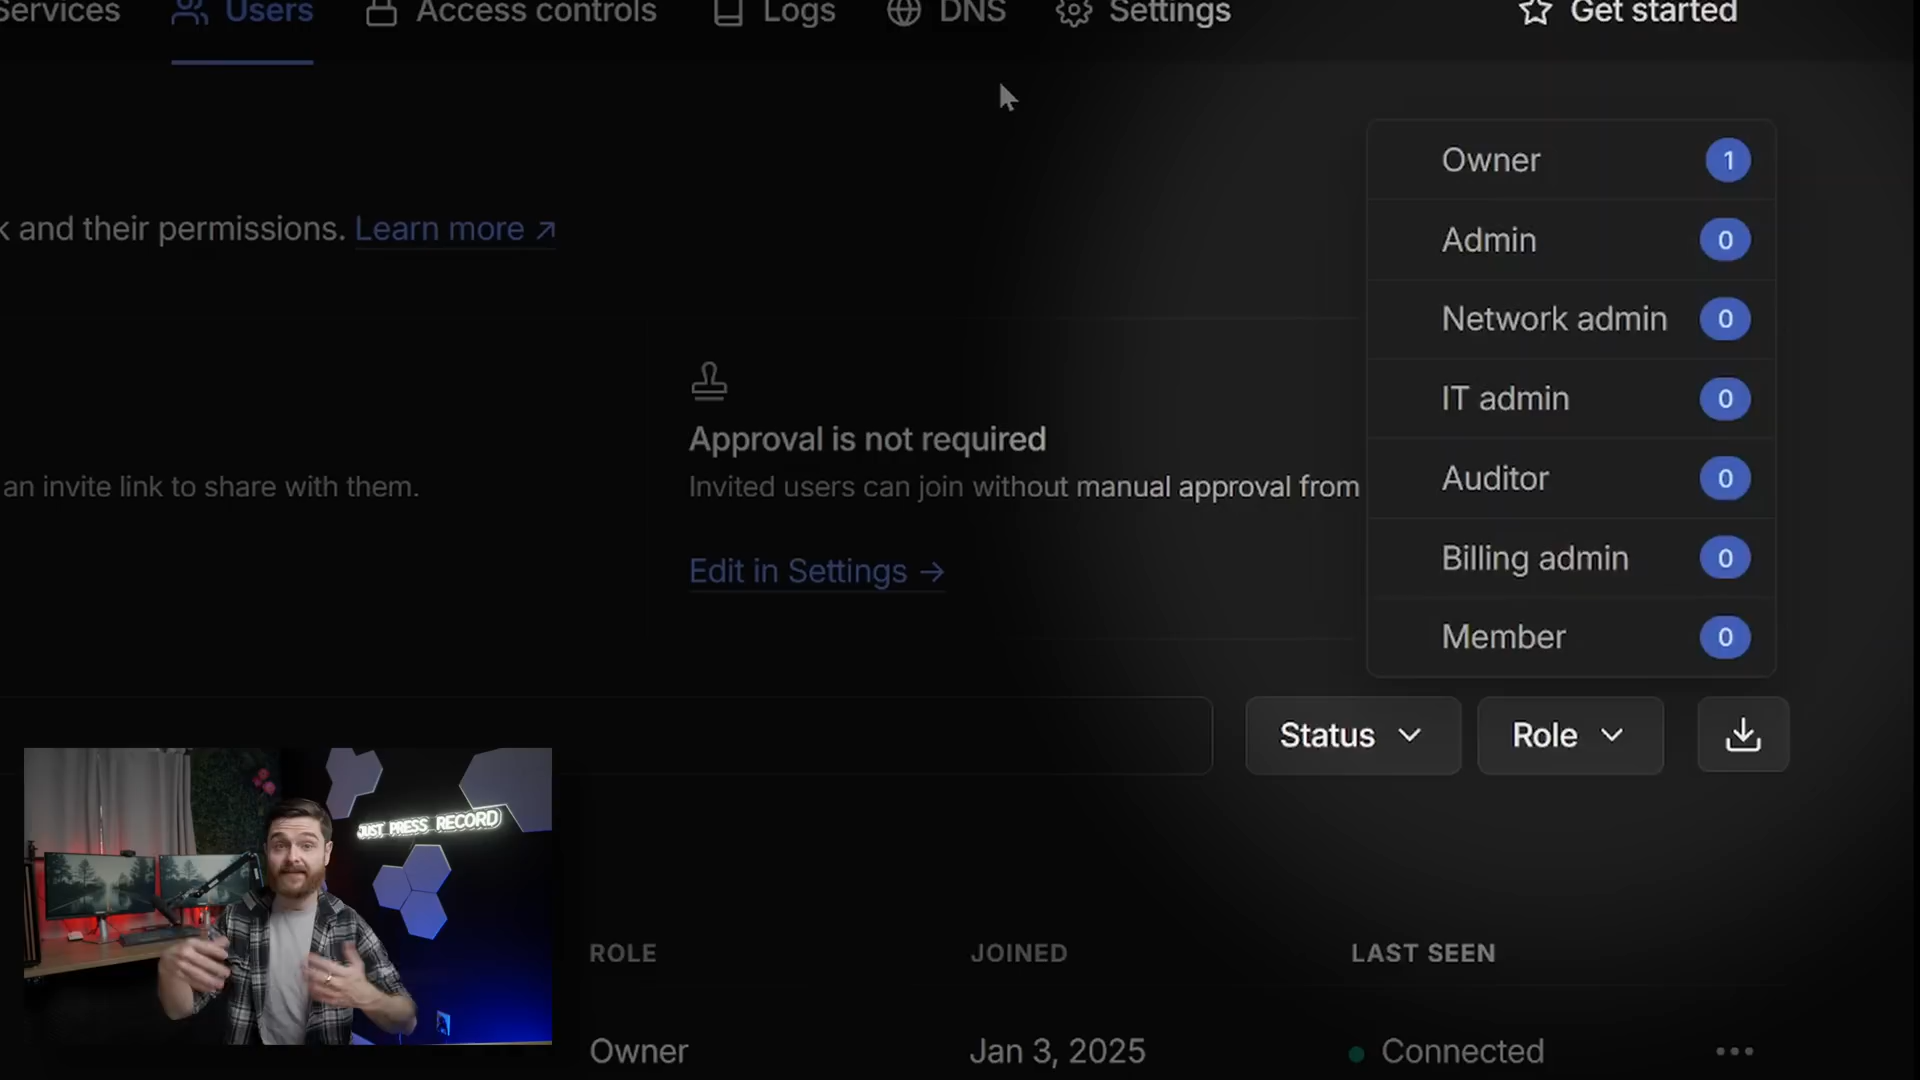 Services Users Access controls Logs DNS Settings Get started
and their permissions. Learn more ↗
Owner 1
Admin 0
Network admin 0
IT admin 0
Auditor 0
Billing admin 0
Member 0
Approval is not required
an invite link to share with them.
Invited users can join without manual approval from
Edit in Settings →
Status Role
JUST PRESS RECORD
ROLE JOINED LAST SEEN
Owner Jan 3, 2025 Connected